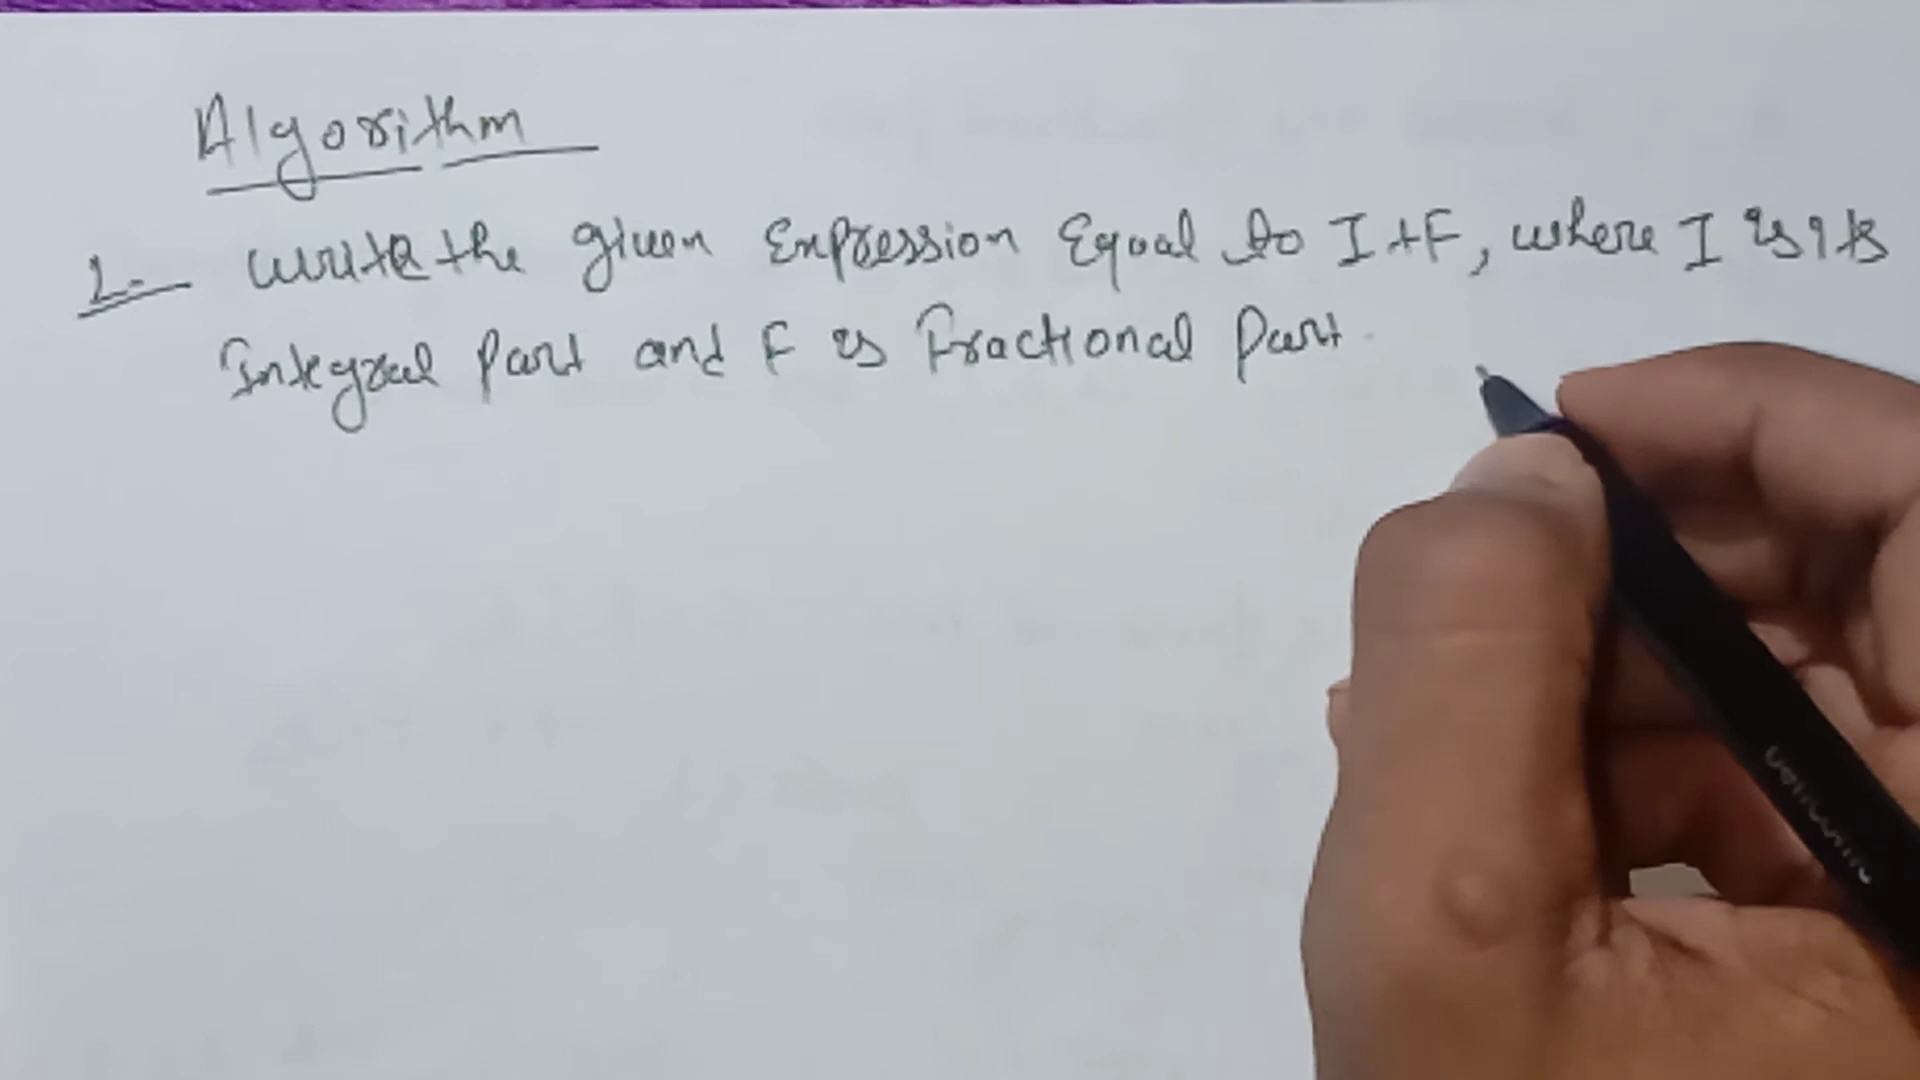 Algorithm
1. write the given Expression Equal to I+F, where I is its
Integral Part and F is Fractional Part.